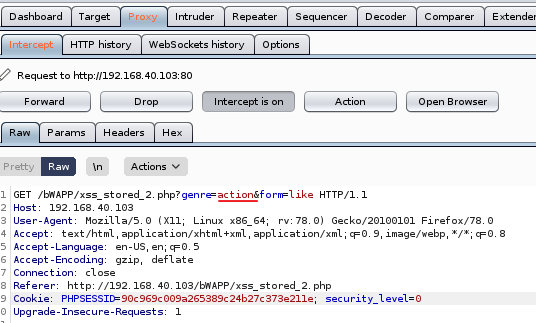 Dashboard Target Proxy Intruder Repeater Sequencer Decoder Comparer Extender
Intercept HTTP history WebSockets history Options
Request to http://192.168.40.103:80
Forward Drop Intercept is on Action Open Browser
Raw Params Headers Hex
Pretty Raw \n Actions
1 GET /bWAPP/xss_stored_2.php?genre=action&form=like HTTP/1.1
2 Host: 192.168.40.103
3 User-Agent: Mozilla/5.0 (X11; Linux x86_64; rv:78.0) Gecko/20100101 Firefox/78.0
4 Accept: text/html,application/xhtml+xml,application/xml;q=0.9,image/webp,*/*;q=0.8
5 Accept-Language: en-US,en;q=0.5
6 Accept-Encoding: gzip, deflate
7 Connection: close
8 Referer: http://192.168.40.103/bWAPP/xss_stored_2.php
9 Cookie: PHPSESSID=90c969c009a265389c24b27c373e211e; security_level=0
0 Upgrade-Insecure-Requests: 1